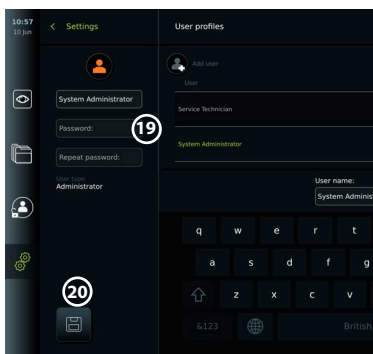 10:57
10 Jun
Settings
System Administrator
Password:
19
Repeat password:
User type:
Administrator
20
User profiles
Add user
User
Service Technician
System Administrator
User name:
System Adminis
q w e r t
a s d f g
z x c v
&123 British